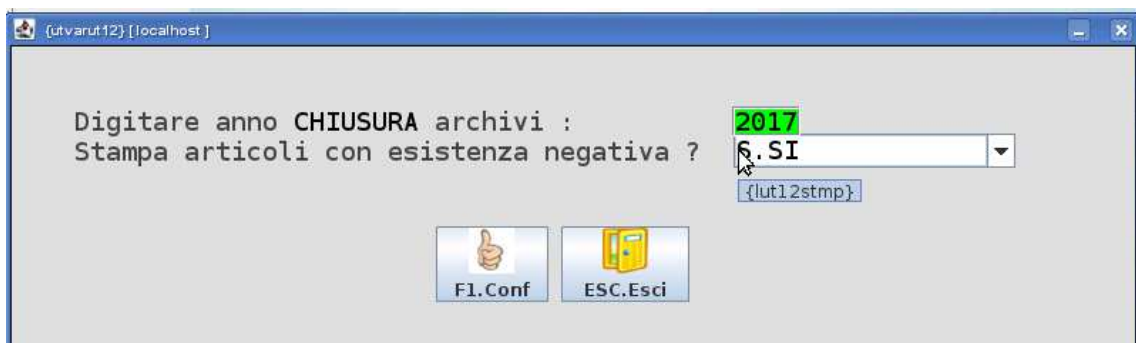 {utvarut12} [localhost]
Digitare anno CHIUSURA archivi : 2017
Stampa articoli con esistenza negativa ? S.SI
{lut12stmp}
F1.Conf ESC.Esci